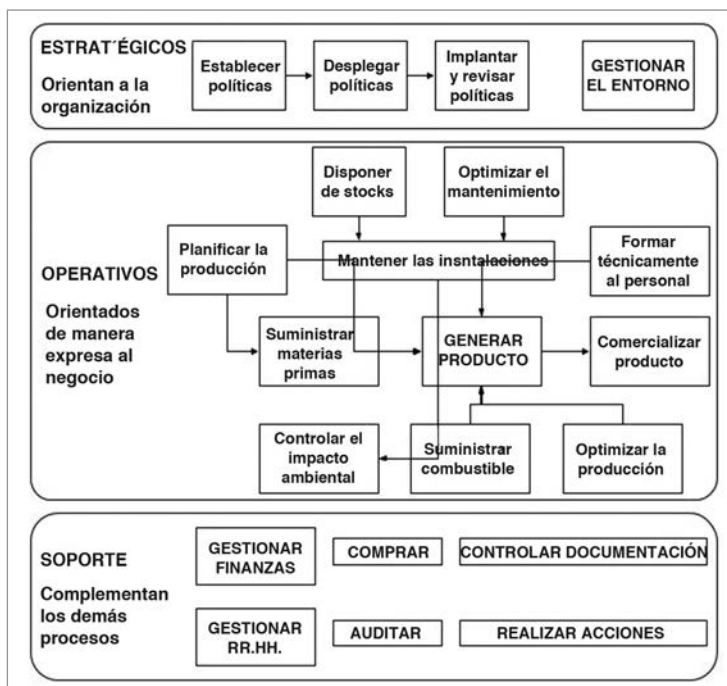 ESTRAT´ÉGICOS
Orientan a la
organización
Establecer
políticas
Desplegar
políticas
Implantar
y revisar
políticas
GESTIONAR
EL ENTORNO
OPERATIVOS
Orientados
de manera
expresa al
negocio
Disponer
de stocks
Optimizar el
mantenimiento
Planificar la
producción
Mantener las insntalaciones
Formar
técnicamente
al personal
Suministrar
materias
primas
GENERAR
PRODUCTO
Comercializar
producto
Controlar el
impacto
ambiental
Suministrar
combustible
Optimizar la
producción
SOPORTE
Complementan
los demás
procesos
GESTIONAR
FINANZAS
COMPRAR
CONTROLAR DOCUMENTACIÓN
GESTIONAR
RR.HH.
AUDITAR
REALIZAR ACCIONES